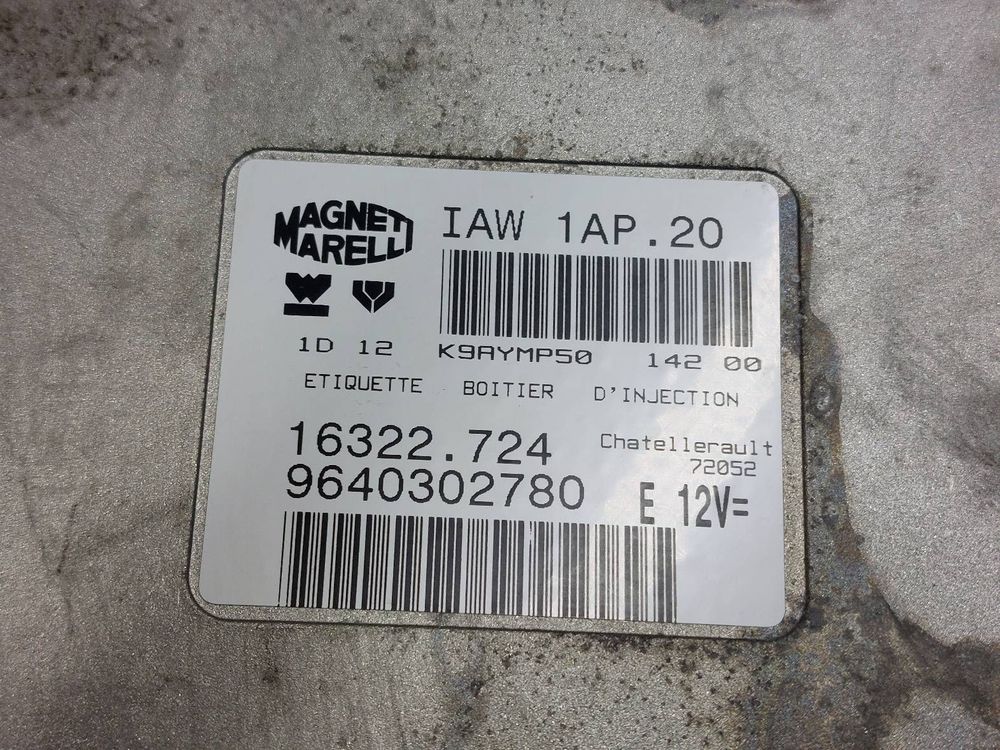 MAGNETI
MARELLI
IAW 1AP.20
1D 12
K9AYMP50 142 00
ETIQUETTE BOITIER D'INJECTION
16322.724
Chatellerault
72052
9640302780
E 12V=